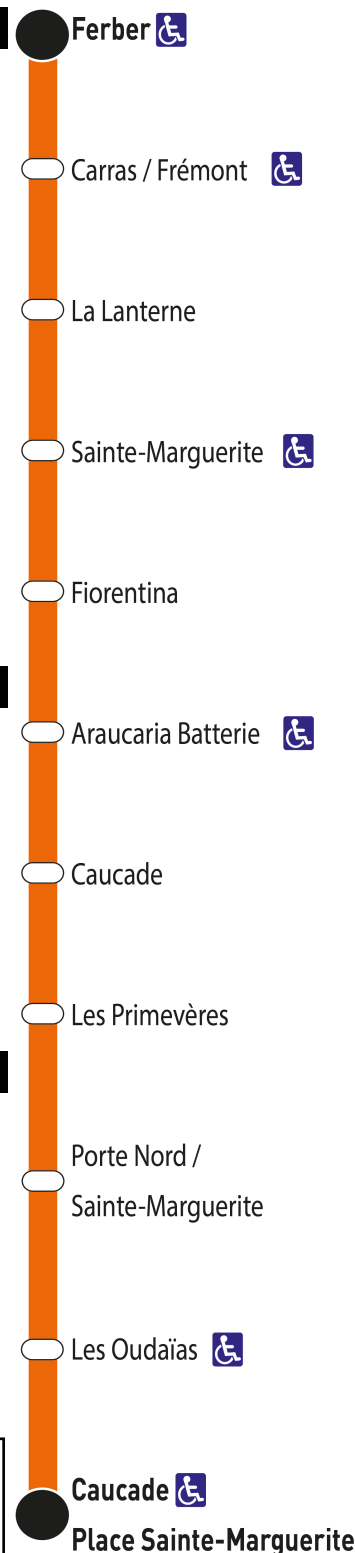 Ferber
Carras / Frémont
La Lanterne
Sainte-Marguerite
Fiorentina
Araucaria Batterie
Caucade
Les Primevères
Porte Nord /
Sainte-Marguerite
Les Oudaïas
Caucade
Place Sainte-Marguerite